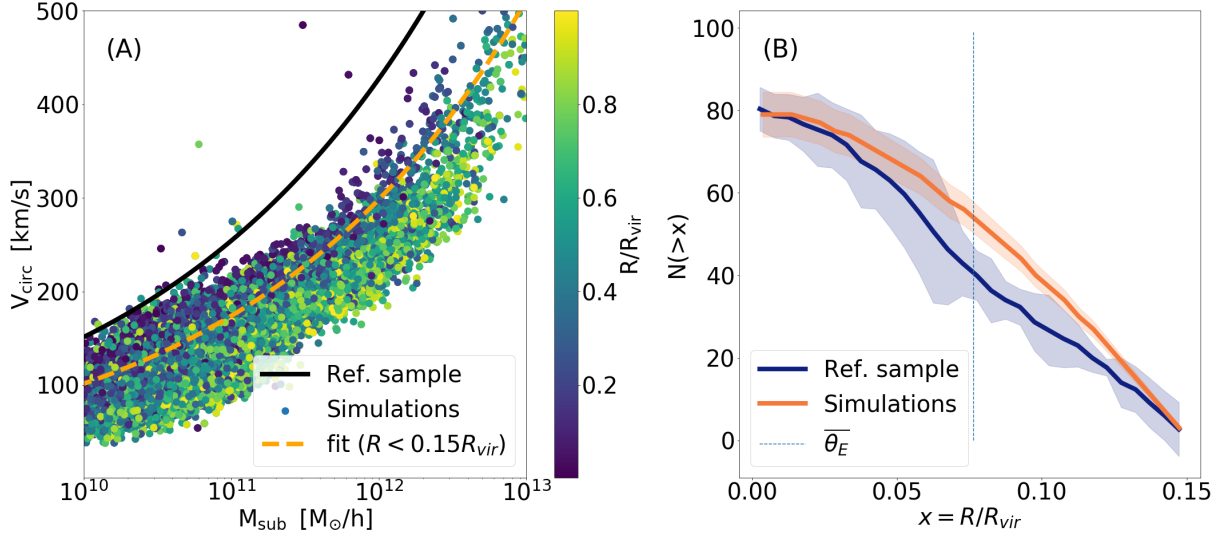 (A)
500
400
300
200
100
V_circ [km/s]
10^10
10^11
10^12
10^13
M_sub [M_⊙/h]
Ref. sample
Simulations
fit (R < 0.15R_vir)
0.8
0.6
0.4
0.2
R/R_vir
(B)
100
80
60
40
20
0
N(>x)
0.00
0.05
0.10
0.15
x = R/R_vir
Ref. sample
Simulations
\overline{θ_E}